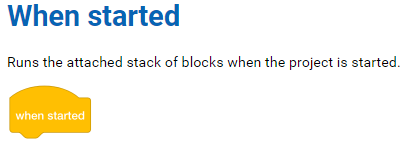 When started
Runs the attached stack of blocks when the project is started.
when started